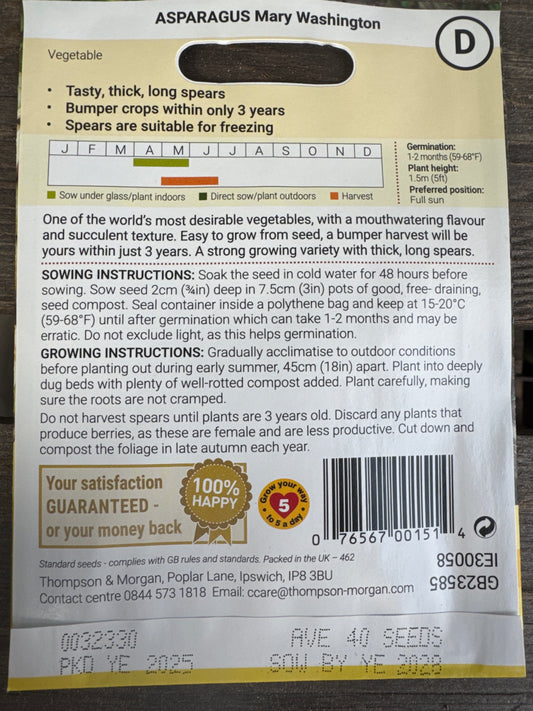 ASPARAGUS Mary Washington
D
Vegetable
• Tasty, thick, long spears
• Bumper crops within only 3 years
• Spears are suitable for freezing
J F M A M J J A S O N D
Sow under glass/plant indoors Direct sow/plant outdoors Harvest
Germination:
1-2 months (59-68°F)
Plant height:
1.5m (5ft)
Preferred position:
Full sun
One of the world's most desirable vegetables, with a mouthwatering flavour
and succulent texture. Easy to grow from seed, a bumper harvest will be
yours within just 3 years. A strong growing variety with thick, long spears.
SOWING INSTRUCTIONS: Soak the seed in cold water for 48 hours before
sowing. Sow seed 2cm (¾in) deep in 7.5cm (3in) pots of good, free- draining,
seed compost. Seal container inside a polythene bag and keep at 15-20°C
(59-68°F) until after germination which can take 1-2 months and may be
erratic. Do not exclude light, as this helps germination.
GROWING INSTRUCTIONS: Gradually acclimatise to outdoor conditions
before planting out during early summer, 45cm (18in) apart. Plant into deeply
dug beds with plenty of well-rotted compost added. Plant carefully, making
sure the roots are not cramped.
Do not harvest spears until plants are 3 years old. Discard any plants that
produce berries, as these are female and are less productive. Cut down and
compost the foliage in late autumn each year.
Your satisfaction
GUARANTEED -
or your money back
100%
HAPPY
Grow your way
5
to 5 a day
0 76567 00151 4
Standard seeds - complies with GB rules and standards. Packed in the UK – 462
Thompson & Morgan, Poplar Lane, Ipswich, IP8 3BU
Contact centre 0844 573 1818 Email: ccare@thompson-morgan.com
IE30058
GB23585
0032330
PKD YE 2025
AVE 40 SEEDS
SOW BY YE 2028